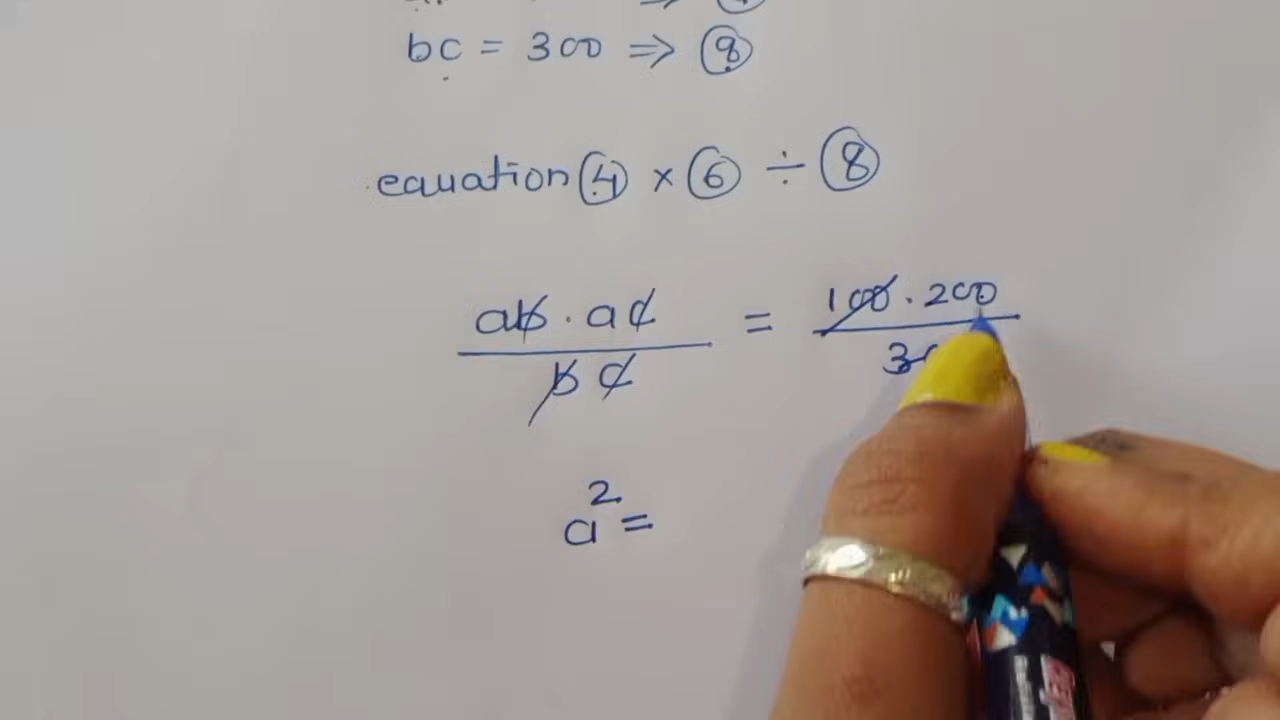 bc = 300 ⇒ 8
equation 4 × 6 ÷ 8
ab . ac = 100 . 200
bc
a² =